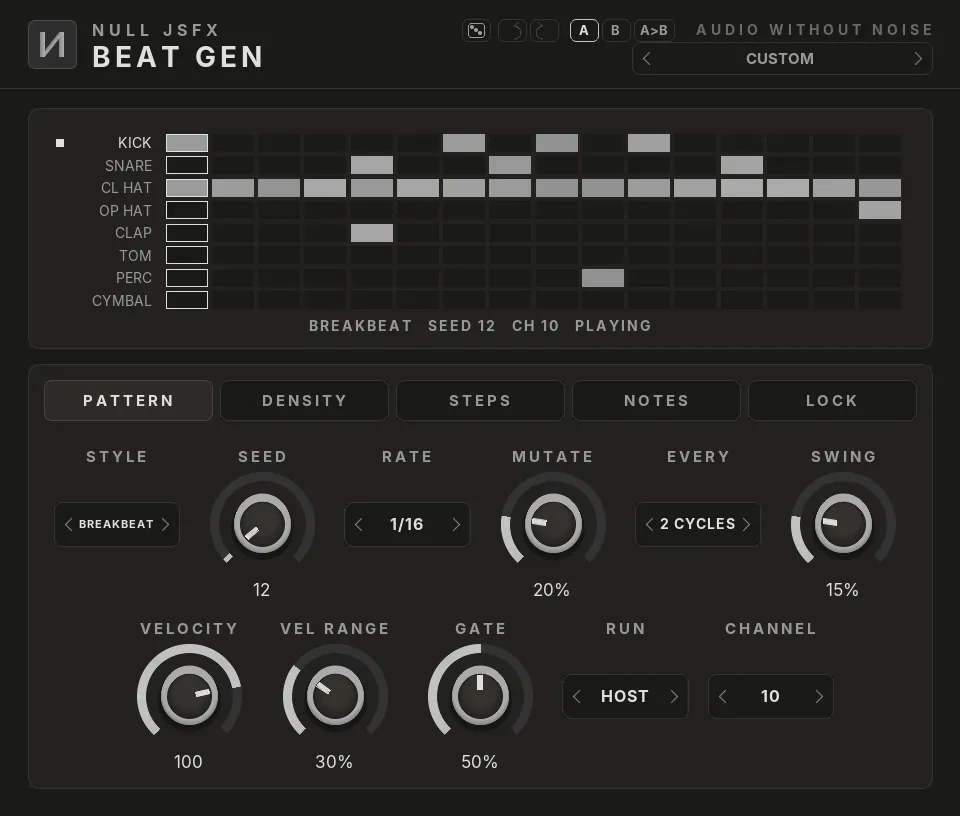 NULL JSFX
BEAT GEN
A B A>B AUDIO WITHOUT NOISE
CUSTOM
KICK
SNARE
CL HAT
OP HAT
CLAP
TOM
PERC
CYMBAL
BREAKBEAT SEED 12 CH 10 PLAYING
PATTERN DENSITY STEPS NOTES LOCK
STYLE SEED RATE MUTATE EVERY SWING
BREAKBEAT 1/16 2 CYCLES
12 20% 15%
VELOCITY VEL RANGE GATE RUN CHANNEL
HOST 10
100 30% 50%